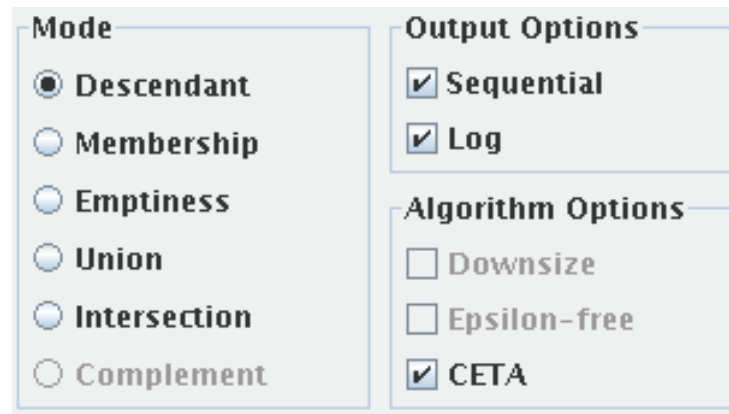 Mode
Descendant
Membership
Emptiness
Union
Intersection
Complement
Output Options
Sequential
Log
Algorithm Options
Downsize
Epsilon-free
CETA